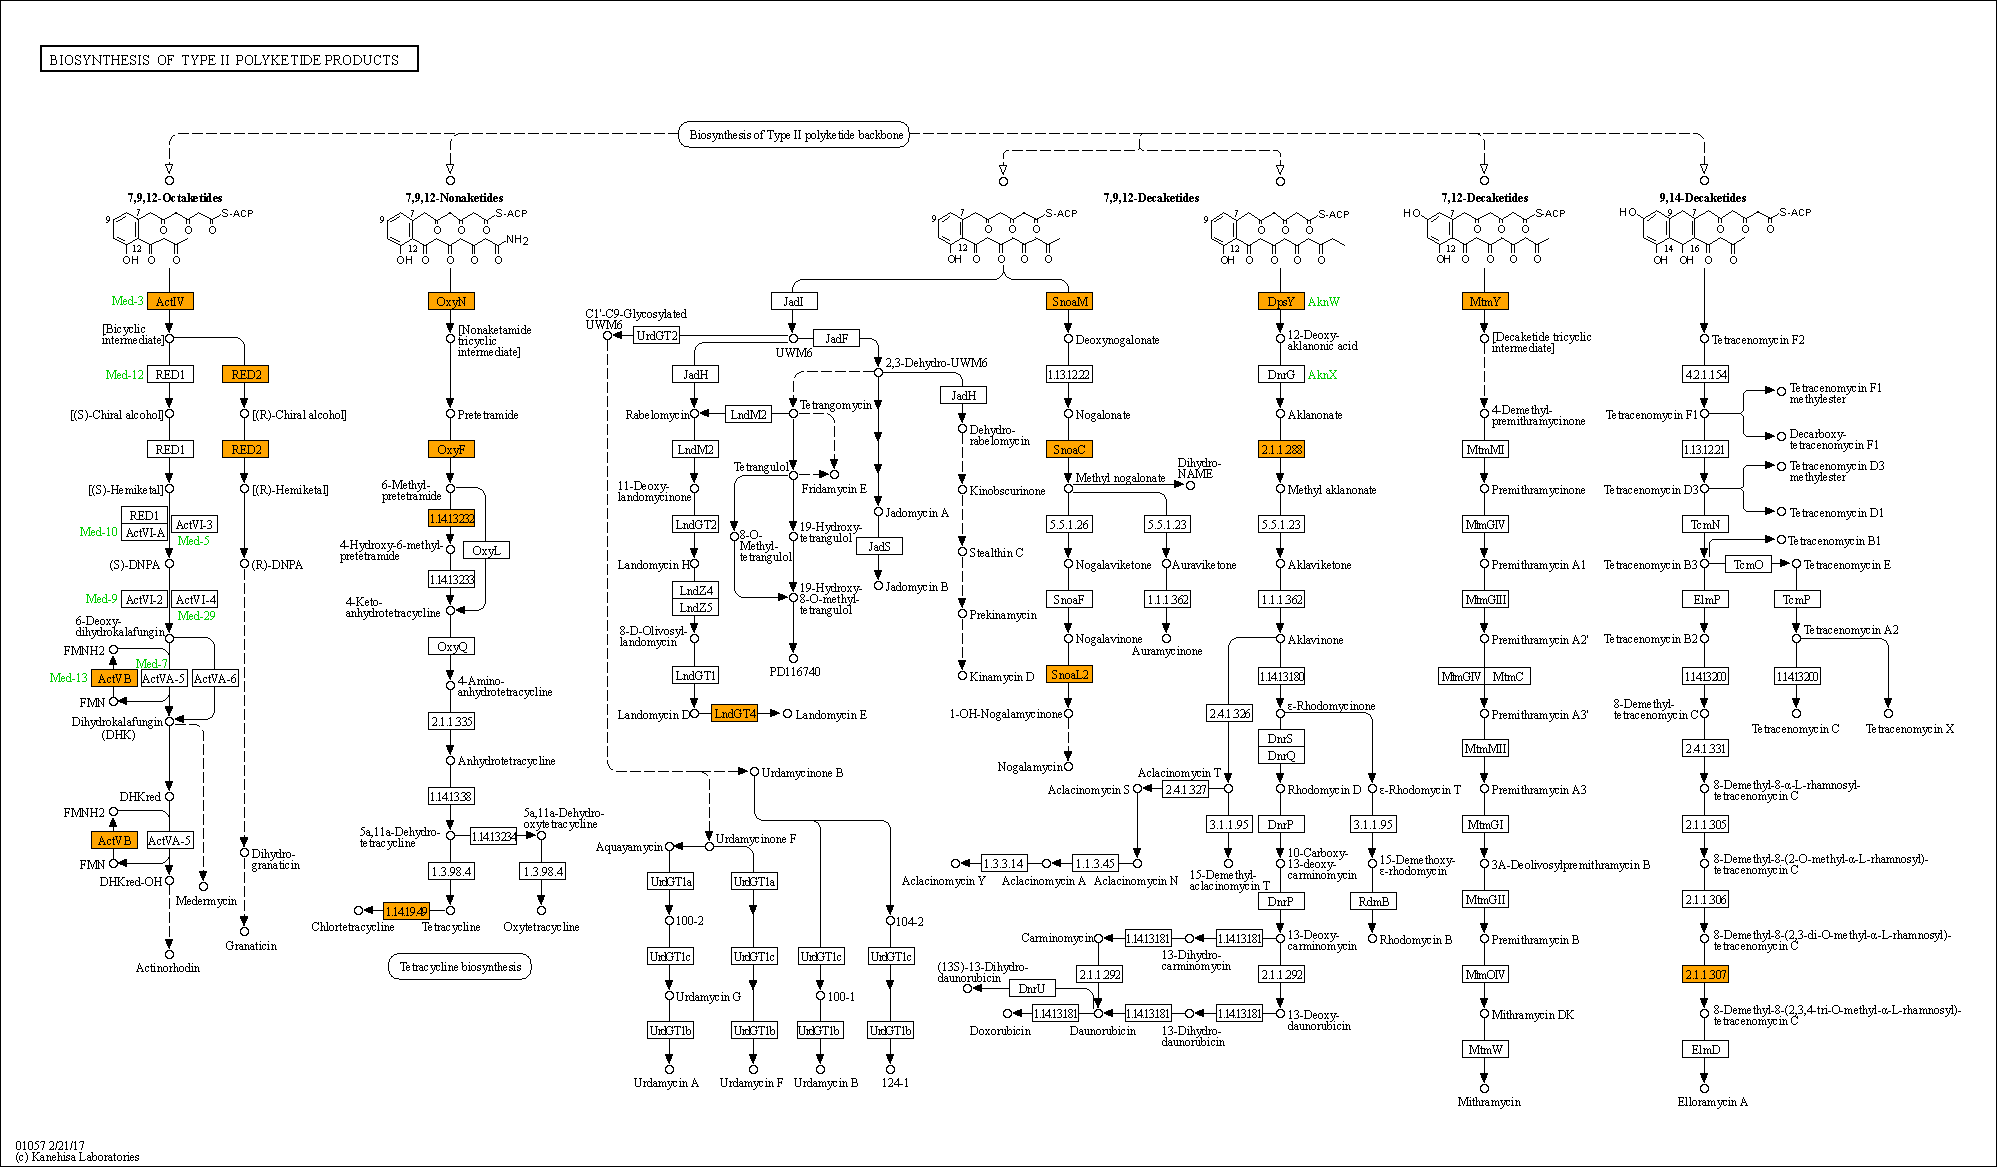 BIOSYNTHESIS OF TYPE II POLYKETIDE PRODUCTS
Biosynthesis of Type II polyketide backbone
7,9,12-Octaketides
7,9,12-Nonaketides
7,9,12-Decaketides
7,12-Decaketides
9,14-Decaketides
9
7
S-ACP
O
O
O
12
OH
O
O
9
7
S-ACP
O
O
O
NH2
12
OH
O
O
O
O
9
7
S-ACP
O
O
O
12
OH
O
O
O
O
9
7
S-ACP
O
O
O
12
OH
O
O
O
O
HO
7
S-ACP
O
O
O
12
OH
O
O
O
O
HO
9
7
S-ACP
O
O
O
14
16
OH
OH
O
O
Med-3
ActIV
[Bicyclic
intermediate]
Med-12
RED1
RED2
[(S)-Chiral alcohol]
[(R)-Chiral alcohol]
RED1
RED2
[(S)-Hemiketal]
[(R)-Hemiketal]
RED1
ActVI-A
ActVI-3
Med-10
Med-5
(S)-DNPA
(R)-DNPA
Med-9
ActVI-2
ActVI-4
Med-29
6-Deoxy-
dihydrokalafungin
FMNH2
Med-7
Med-13
ActVB
ActVA-5
ActVA-6
FMN
Dihydrokalafungin
(DHK)
DHKred
FMNH2
ActVB
ActVA-5
FMN
DHKred-OH
Medermycin
Dihydro-
granaticin
Granaticin
Actinorhodin
OxyN
[Nonaketamide
tricyclic
intermediate]
Pretetramide
OxyF
6-Methyl-
pretetramide
1.14.13.232
4-Hydroxy-6-methyl-
pretetramide
OxyL
1.14.13.233
4-Keto-
anhydrotetracycline
OxyQ
4-Amino-
anhydrotetracycline
2.1.1.335
Anhydrotetracycline
1.14.13.38
5a,11a-Dehydro-
tetracycline
1.14.13.234
5a,11a-Dehydro-
oxytetracycline
1.3.98.4
1.3.98.4
1.14.19.49
Chlortetracycline
Tetracycline
Oxytetracycline
Tetracycline biosynthesis
JadI
C1'-C9-Glycosylated
UWM6
UrdGT2
UWM6
JadF
2,3-Dehydro-UWM6
JadH
JadH
Rabelomycin
LndM2
Tetrangomycin
Dehydro-
rabelomycin
LndM2
Tetrangulol
Fridamycin E
11-Deoxy-
landomycinone
Kinobscurinone
Jadomycin A
LndGT2
8-O-
Methyl-
tetrangulol
19-Hydroxy-
tetrangulol
JadS
Stealthin C
Landomycin H
Jadomycin B
LndZ4
LndZ5
19-Hydroxy-
8-O-methyl-
tetrangulol
Prekinamycin
8-D-Olivosyl-
landomycin
PD116740
LndGT1
Kinamycin D
Landomycin D
LndGT4
Landomycin E
Urdamycinone B
Aquayamycin
Urdamycinone F
UrdGT1a
UrdGT1a
100-2
104-2
UrdGT1c
UrdGT1c
UrdGT1c
UrdGT1c
Urdamycin G
100-1
UrdGT1b
UrdGT1b
UrdGT1b
UrdGT1b
Urdamycin A
Urdamycin F
Urdamycin B
124-1
SnoaM
Deoxynogalonate
1.13.12.22
Nogalonate
SnoaC
Methyl nogalonate
Dihydro-
NAME
5.5.1.26
5.5.1.23
Nogalaviketone
Auraviketone
SnoaF
1.1.1.362
Nogalavinone
Auramycinone
SnoaL2
1-OH-Nogalamycinone
Nogalamycin
DpsY
AknW
12-Deoxy-
aklanonic acid
DnrG
AknX
Aklanonate
2.1.1.288
Methyl aklanonate
5.5.1.23
Aklaviketone
1.1.1.362
Aklavinone
1.14.13.180
2.4.1.326
ε-Rhodomycinone
DnrS
DnrQ
Aclacinomycin T
Aclacinomycin S
2.4.1.327
Rhodomycin D
ε-Rhodomycin T
3.1.1.95
DnrP
3.1.1.95
1.3.3.14
1.1.3.45
10-Carboxy-
13-deoxy-
carminomycin
15-Demethoxy-
ε-rhodomycin
Aclacinomycin Y
Aclacinomycin A
Aclacinomycin N
15-Demethyl-
aclacinomycin T
DnrP
RdmB
Carminomycin
1.14.13.181
1.14.13.181
13-Deoxy-
carminomycin
Rhodomycin B
13-Dihydro-
carminomycin
(13S)-13-Dihydro-
daunorubicin
2.1.1.292
2.1.1.292
DnrU
1.14.13.181
1.14.13.181
1.14.13.181
13-Deoxy-
daunorubicin
Doxorubicin
Daunorubicin
13-Dihydro-
daunorubicin
MtmY
[Decaketide tricyclic
intermediate]
4-Demethyl-
premithramycinone
MtmMI
Premithramycinone
MtmGIV
Premithramycin A1
MtmGIII
Premithramycin A2'
MtmGIV
MtmC
Premithramycin A3'
MtmMII
Premithramycin A3
MtmGI
3A-Deolivosylpremithramycin B
MtmGII
Premithramycin B
MtmOIV
Mithramycin DK
MtmW
Mithramycin
Tetracenomycin F2
4.2.1.154
Tetracenomycin F1
Tetracenomycin F1
methylester
Decarboxy-
tetracenomycin F1
1.13.12.21
Tetracenomycin D3
Tetracenomycin D3
methylester
Tetracenomycin D1
TcmN
Tetracenomycin B1
Tetracenomycin B3
TcmO
Tetracenomycin E
ElmP
TcmP
Tetracenomycin B2
Tetracenomycin A2
1.14.13.200
1.14.13.200
8-Demethyl-
tetracenomycin C
Tetracenomycin C
Tetracenomycin X
2.4.1.331
8-Demethyl-8-α-L-rhamnosyl-
tetracenomycin C
2.1.1.305
8-Demethyl-8-(2-O-methyl-α-L-rhamnosyl)-
tetracenomycin C
2.1.1.306
8-Demethyl-8-(2,3-di-O-methyl-α-L-rhamnosyl)-
tetracenomycin C
2.1.1.307
8-Demethyl-8-(2,3,4-tri-O-methyl-α-L-rhamnosyl)-
tetracenomycin C
ElmD
Elloramycin A
01057 2/21/17
(c) Kanehisa Laboratories